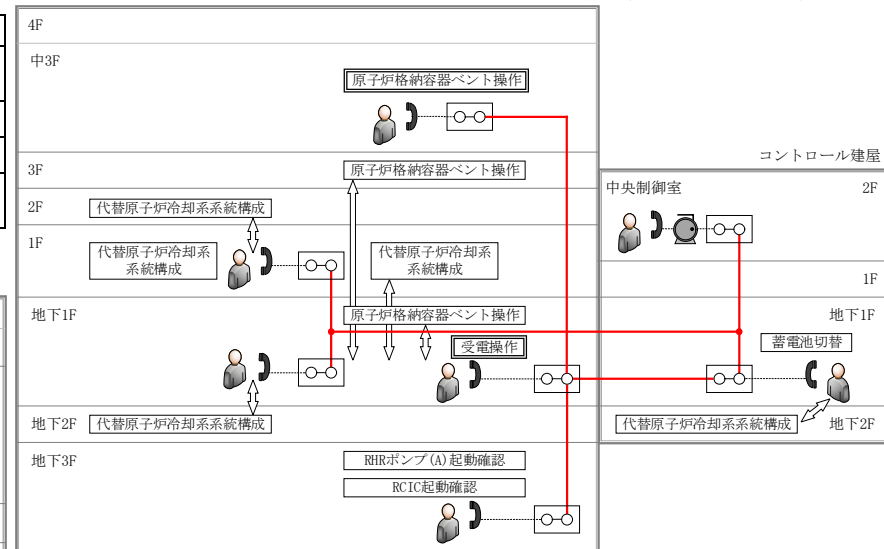 4F
中3F
原子炉格納容器ベント操作
コントロール建屋
3F
原子炉格納容器ベント操作
中央制御室
2F
2F
代替原子炉冷却系系統構成
1F
代替原子炉冷却系
系統構成
代替原子炉冷却系
系統構成
1F
地下1F
原子炉格納容器ベント操作
地下1F
受電操作
蓄電池切替
地下2F
代替原子炉冷却系系統構成
代替原子炉冷却系系統構成
地下2F
地下3F
RHRポンプ(A)起動確認
RCIC起動確認